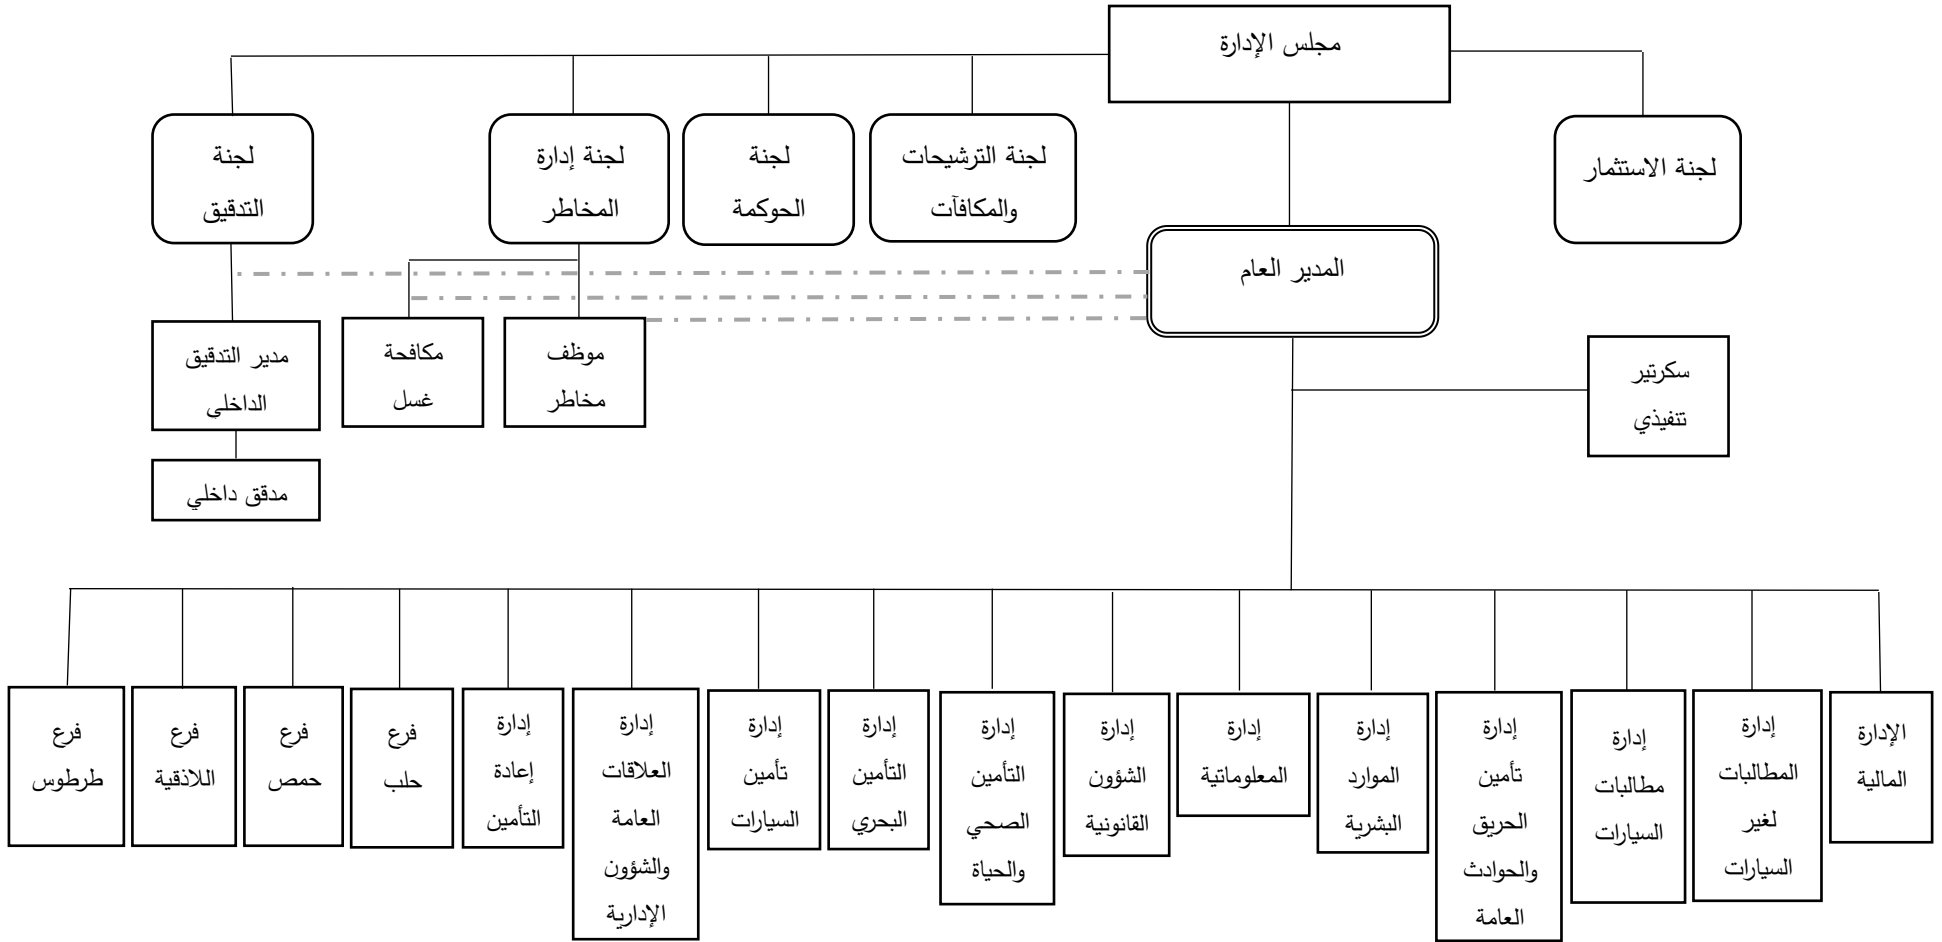 مجلس الإدارة
لجنة الاستثمار
لجنة الترشيحات
والمكافآت
لجنة
الحوكمة
لجنة إدارة
المخاطر
لجنة
التدقيق
المدير العام
سكرتير
تنفيذي
موظف
مخاطر
مكافحة
غسل
مدير التدقيق
الداخلي
مدقق داخلي
الإدارة
المالية
إدارة
المطالبات
لغير
السيارات
إدارة
مطالبات
السيارات
إدارة
تأمين
الحريق
والحوادث
العامة
إدارة
الموارد
البشرية
إدارة
المعلوماتية
إدارة
الشؤون
القانونية
إدارة
التأمين
الصحي
والحياة
إدارة
التأمين
البحري
إدارة
تأمين
السيارات
إدارة
العلاقات
العامة
والشؤون
الإدارية
إدارة
إعادة
التأمين
فرع
حلب
فرع
حمص
فرع
اللاذقية
فرع
طرطوس